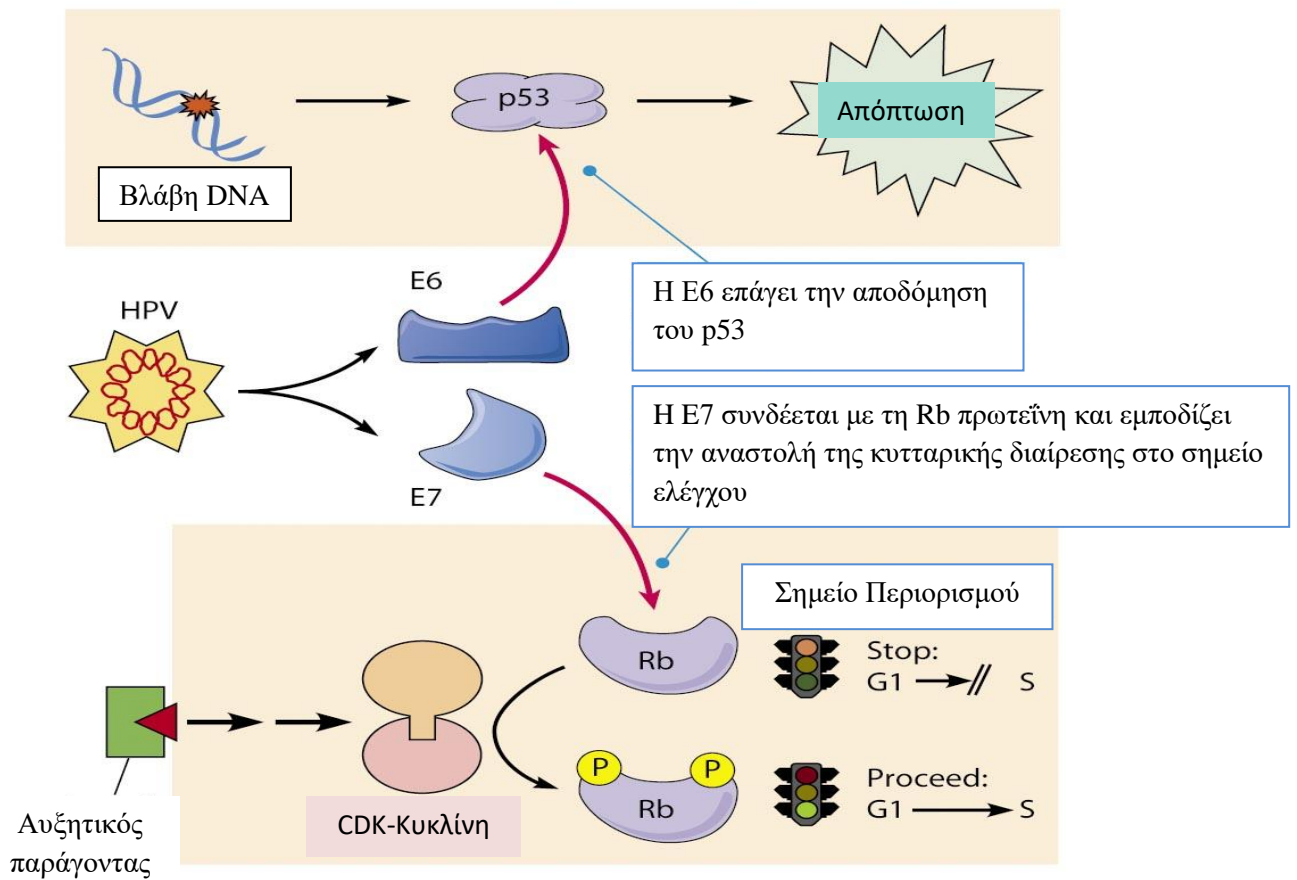 p53
Απόπτωση
Βλάβη DNA
E6
HPV
Η Ε6 επάγει την αποδόμηση
του p53
Η Ε7 συνδέεται με τη Rb πρωτεΐνη και εμποδίζει
την αναστολή της κυτταρικής διαίρεσης στο σημείο
ελέγχου
E7
Σημείο Περιορισμού
Rb
Stop:
G1 S
P P
Rb
Proceed:
G1 S
CDK-Κυκλίνη
Αυξητικός
παράγοντας